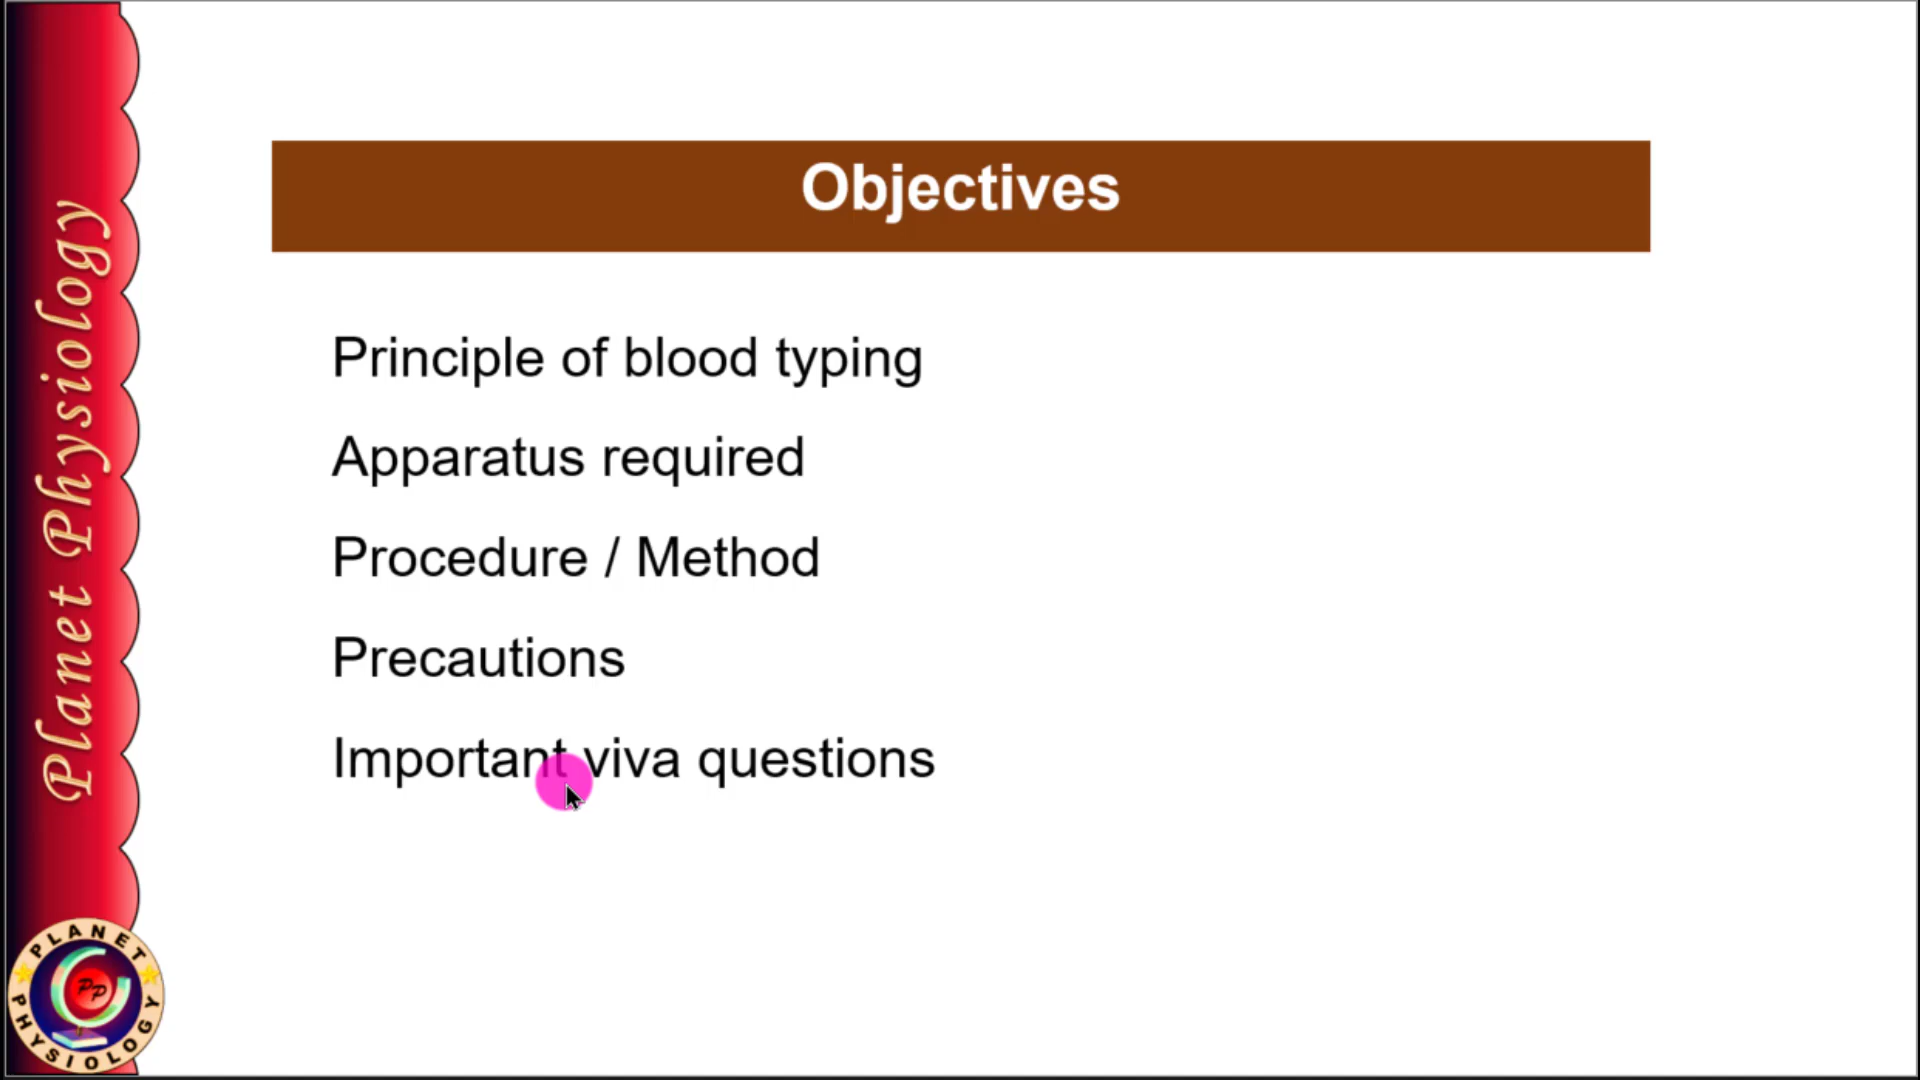 Planet Physiology
Objectives
Principle of blood typing
Apparatus required
Procedure / Method
Precautions
Important viva questions
PLANET
PP
PHYSIOLOGY